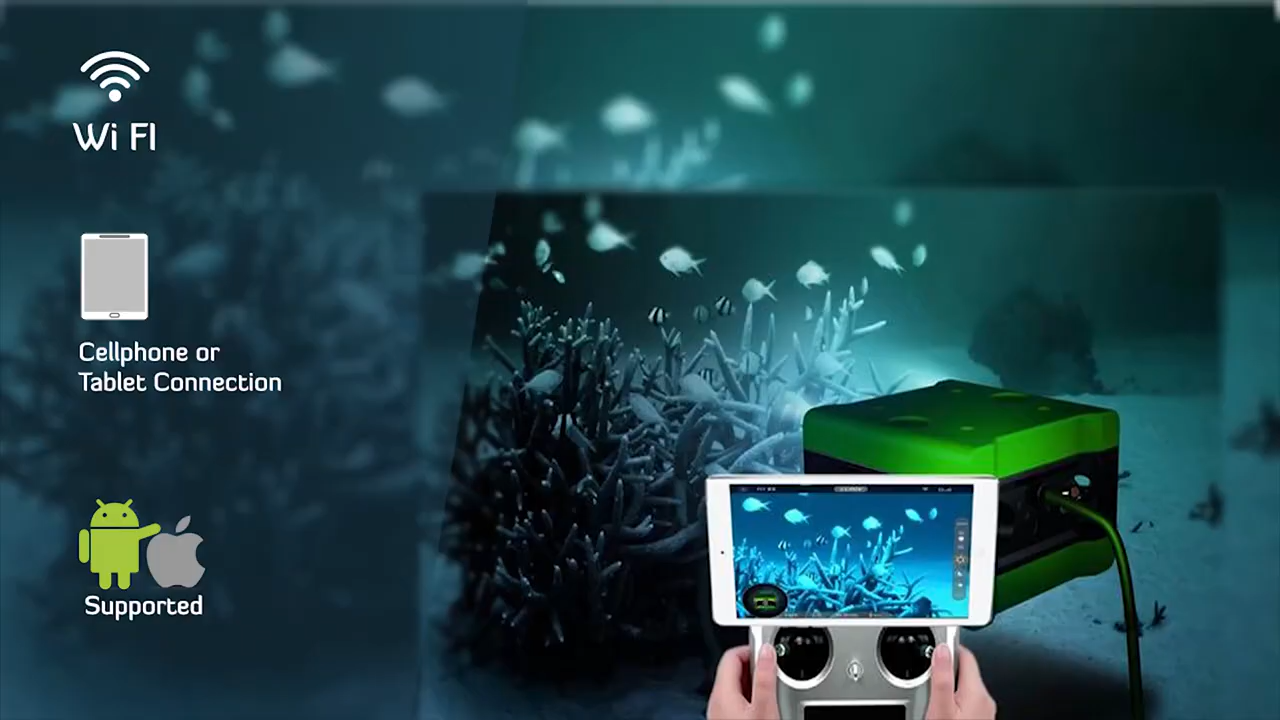 Wi FI
Cellphone or
Tablet Connection
Supported